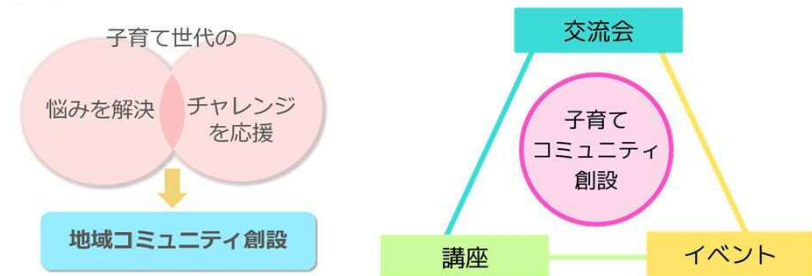 子育て世代の
悩みを解決
チャレンジ
を応援
地域コミュニティ創設
交流会
子育て
コミュニティ
創設
講座
イベント